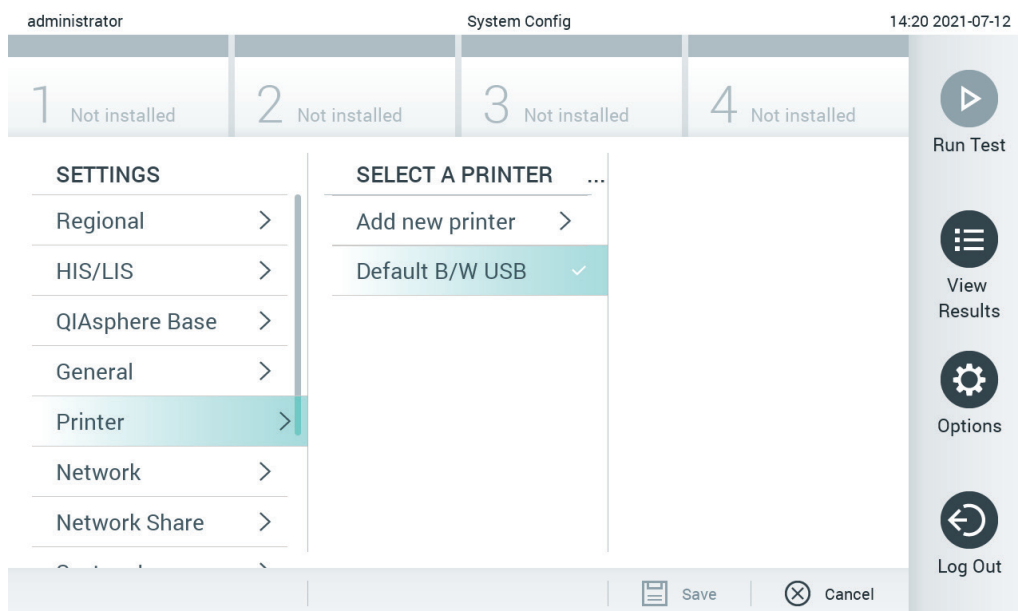 administrator
System Config
14:20 2021-07-12
1 Not installed
2 Not installed
3 Not installed
4 Not installed
Run Test
SETTINGS
Regional
HIS/LIS
QIAsphere Base
General
Printer
Network
Network Share
SELECT A PRINTER ...
Add new printer
Default B/W USB
View
Results
Options
Log Out
Save
Cancel